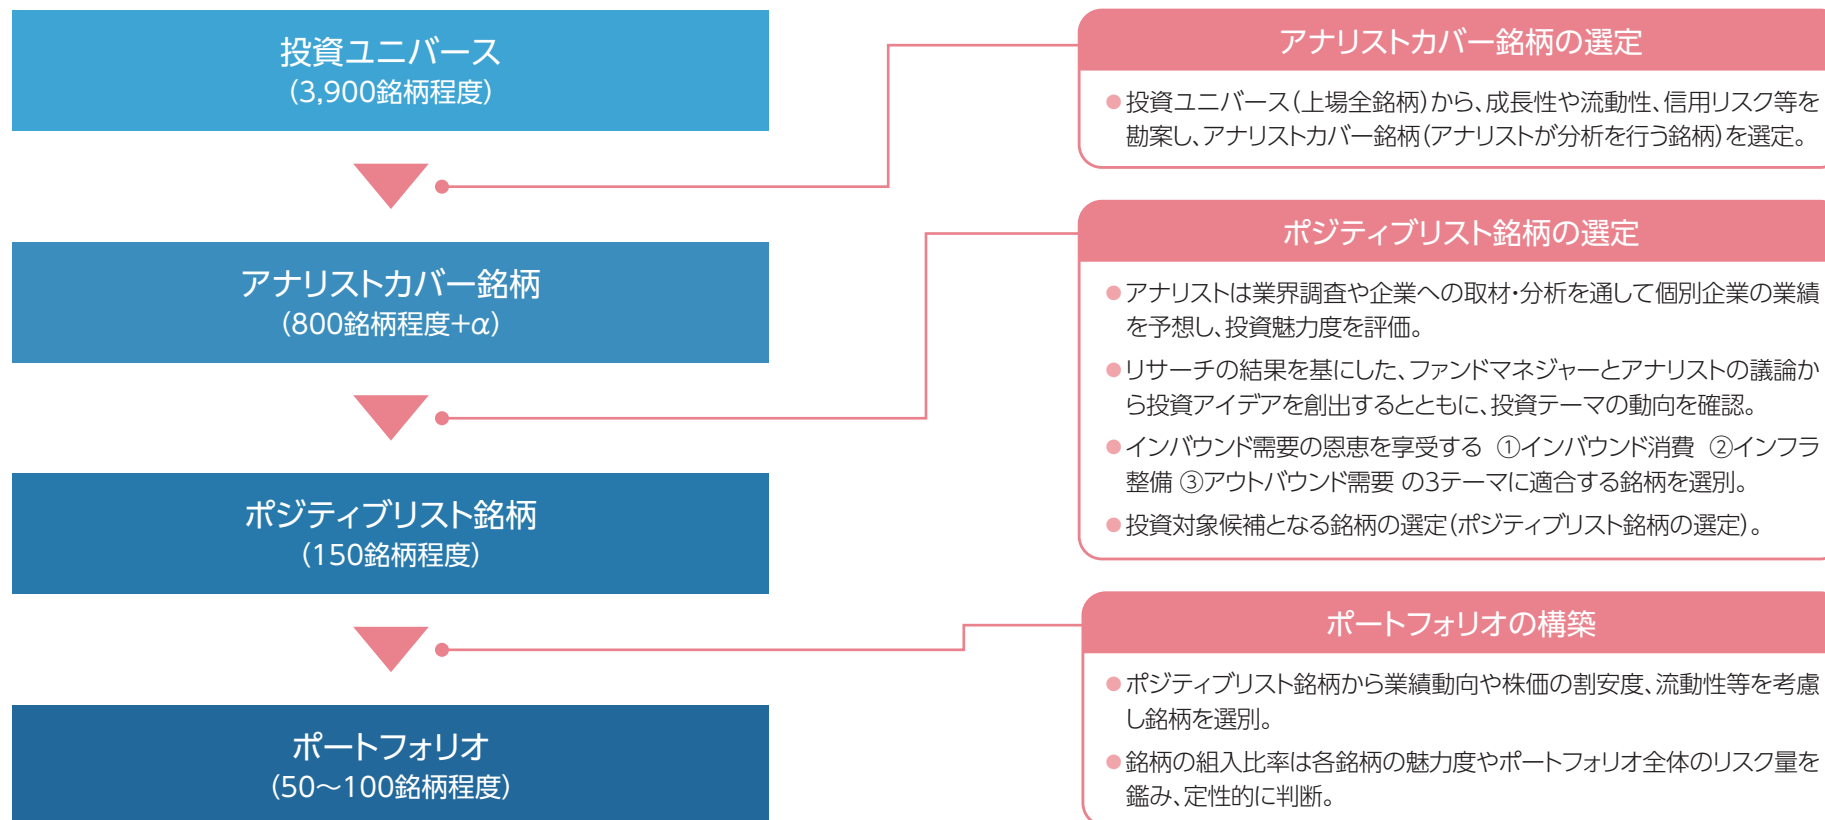 投資ユニバース
(3,900銘柄程度)
アナリストカバー銘柄の選定
●投資ユニバース(上場全銘柄)から、成長性や流動性、信用リスク等を
勘案し、アナリストカバー銘柄(アナリストが分析を行う銘柄)を選定。
アナリストカバー銘柄
(800銘柄程度+α)
ポジティブリスト銘柄の選定
●アナリストは業界調査や企業への取材・分析を通して個別企業の業績
を予想し、投資魅力度を評価。
●リサーチの結果を基にした、ファンドマネジャーとアナリストの議論か
ら投資アイデアを創出するとともに、投資テーマの動向を確認。
●インバウンド需要の恩恵を享受する ①インバウンド消費 ②インフラ
整備 ③アウトバウンド需要 の3テーマに適合する銘柄を選別。
●投資対象候補となる銘柄の選定(ポジティブリスト銘柄の選定)。
ポジティブリスト銘柄
(150銘柄程度)
ポートフォリオの構築
●ポジティブリスト銘柄から業績動向や株価の割安度、流動性等を考慮
し銘柄を選別。
●銘柄の組入比率は各銘柄の魅力度やポートフォリオ全体のリスク量を
鑑み、定性的に判断。
ポートフォリオ
(50～100銘柄程度)